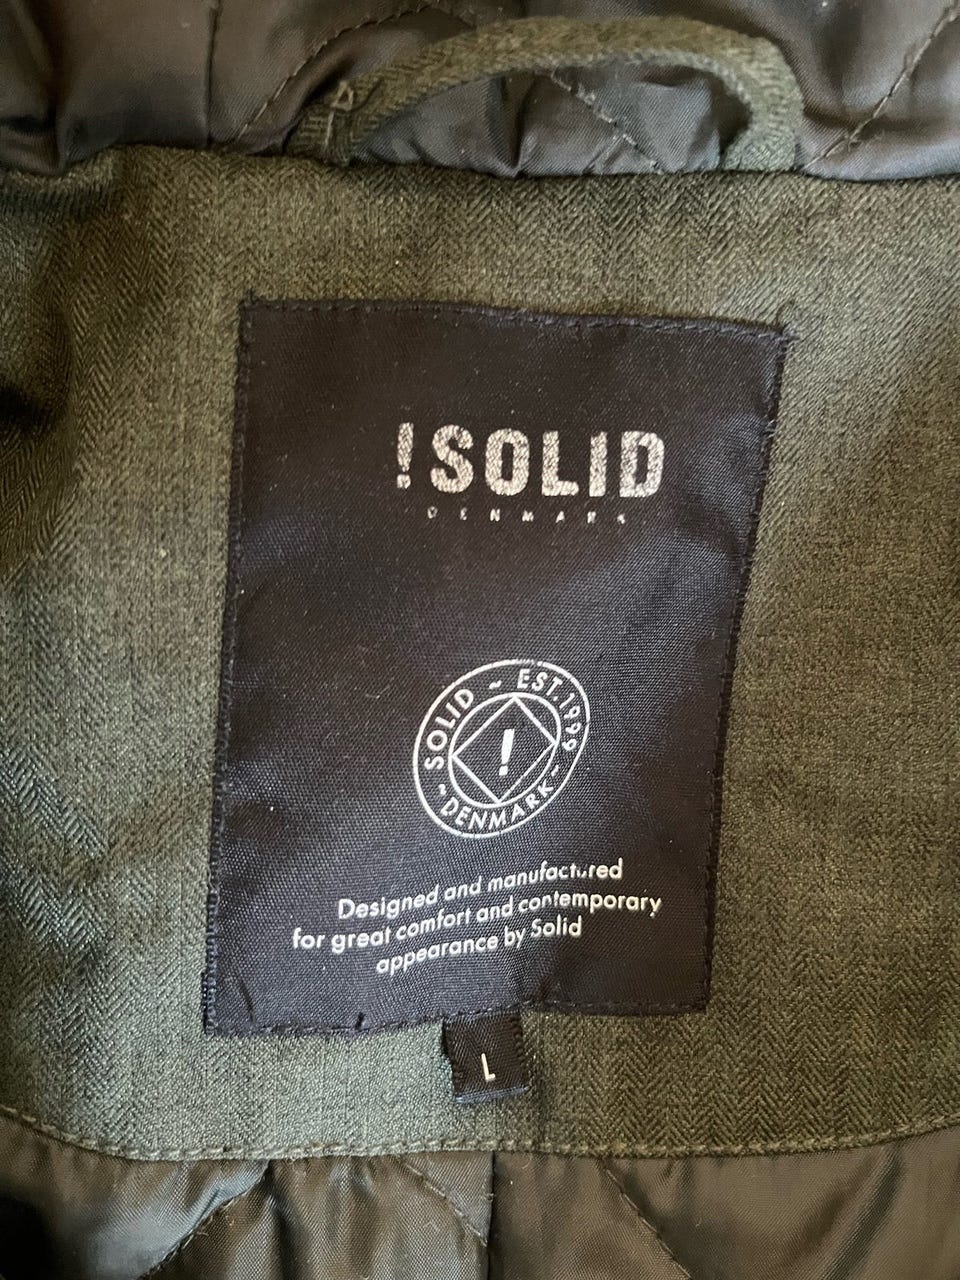 !SOLID
DENMARK
SOLID ~ EST.1999
~ DENMARK ~
!
Designed and manufactured
for great comfort and contemporary
appearance by Solid
L